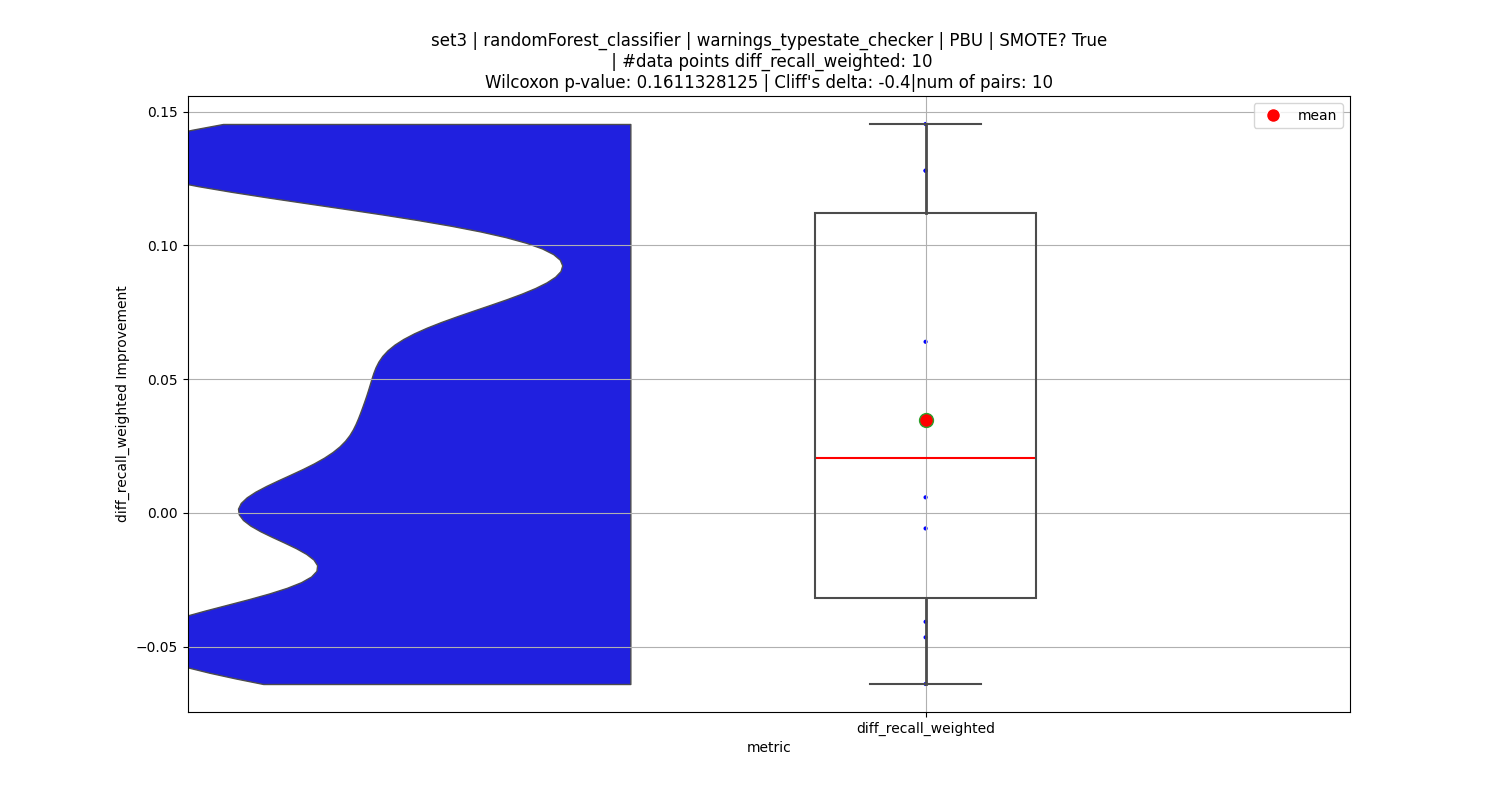 set3 | randomForest_classifier | warnings_typestate_checker | PBU | SMOTE? True
| #data points diff_recall_weighted: 10
Wilcoxon p-value: 0.1611328125 | Cliff's delta: -0.4|num of pairs: 10
mean
0.15
0.10
0.05
0.00
−0.05
diff_recall_weighted Improvement
diff_recall_weighted
metric